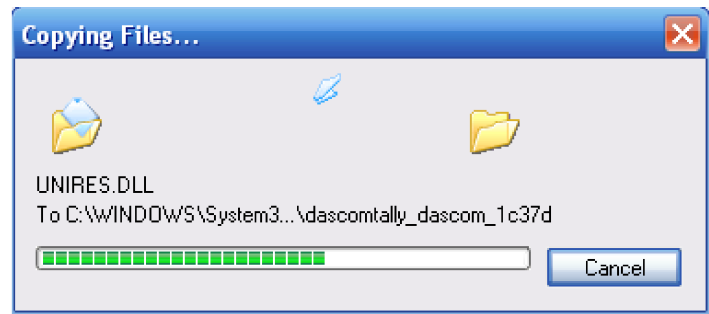 Copying Files...
UNIRES.DLL
To C:\WINDOWS\System3...\dascomtally_dascom_1c37d
Cancel